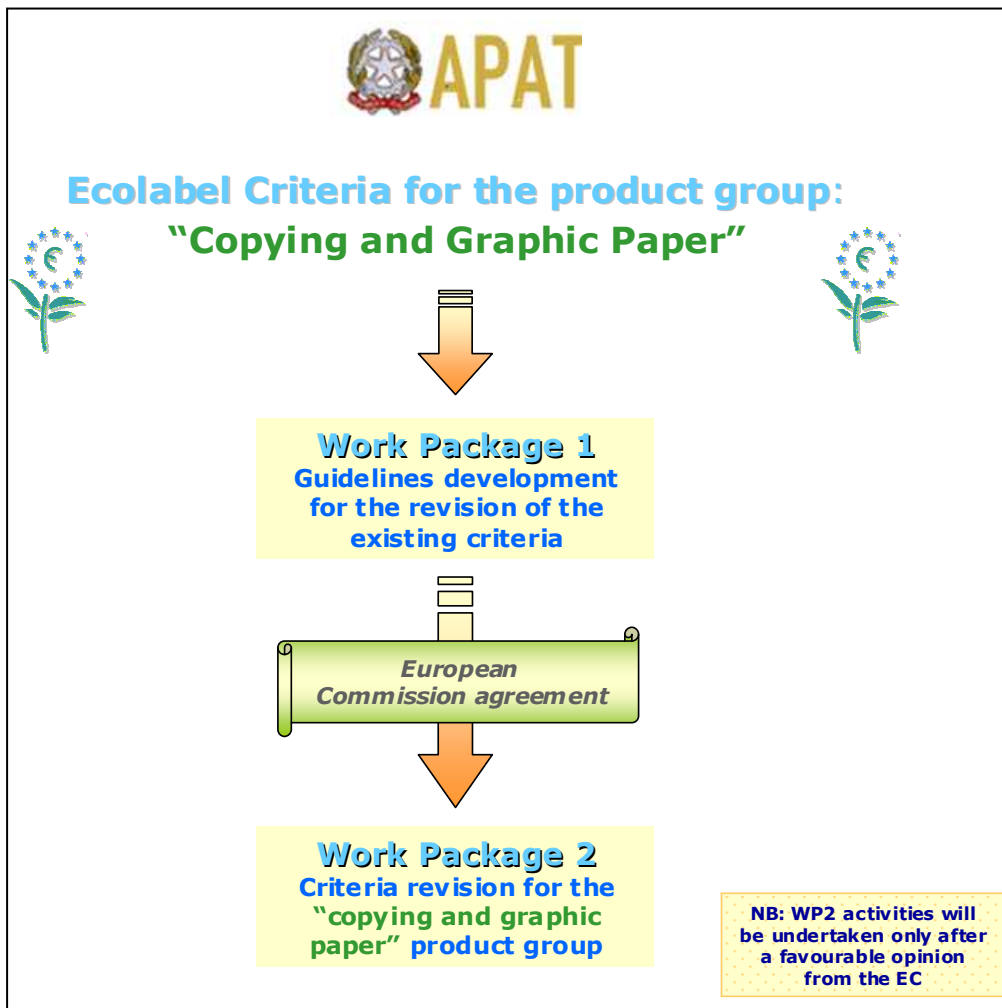 APAT
Ecolabel Criteria for the product group:
“Copying and Graphic Paper”
Work Package 1
Guidelines development
for the revision of the
existing criteria
European
Commission agreement
Work Package 2
Criteria revision for the
“copying and graphic
paper” product group
NB: WP2 activities will
be undertaken only after
a favourable opinion
from the EC